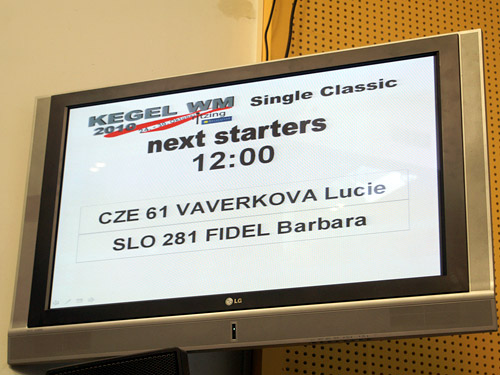 KEGEL WM Single Classic
2010
next starters
12:00
CZE 61 VAVERKOVA Lucie
SLO 281 FIDEL Barbara
LG